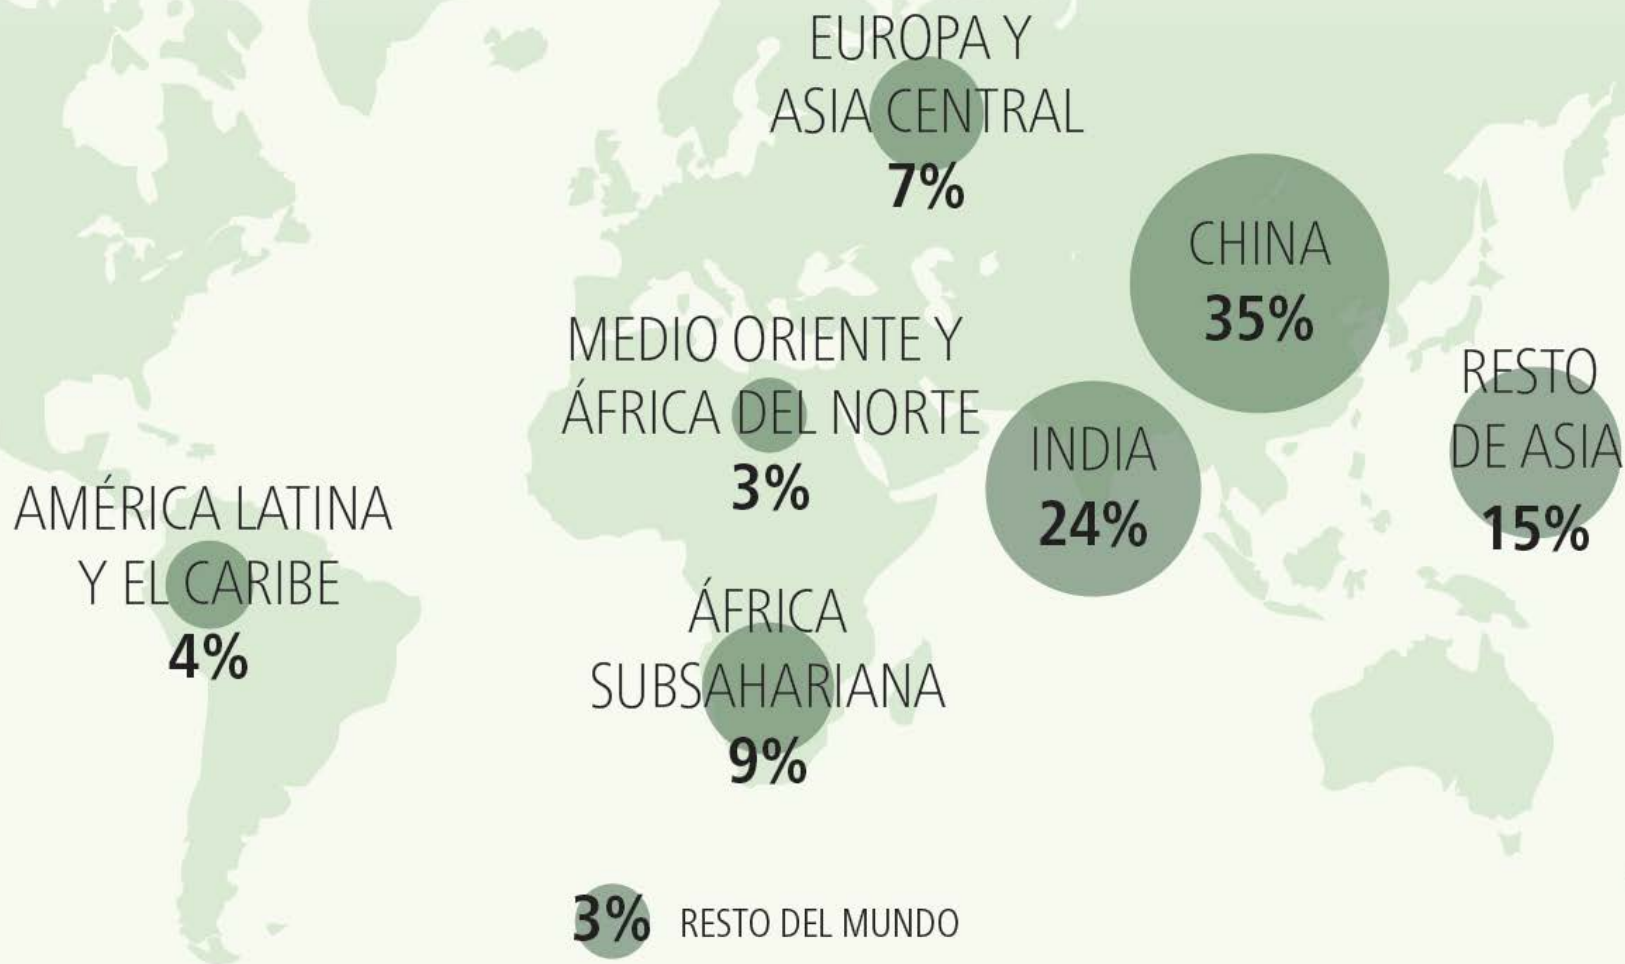 EUROPA Y
ASIA CENTRAL
7%
CHINA
35%
MEDIO ORIENTE Y
ÁFRICA DEL NORTE
3%
INDIA
24%
RESTO
DE ASIA
15%
AMÉRICA LATINA
Y EL CARIBE
4%
ÁFRICA
SUBSAHARIANA
9%
3% RESTO DEL MUNDO